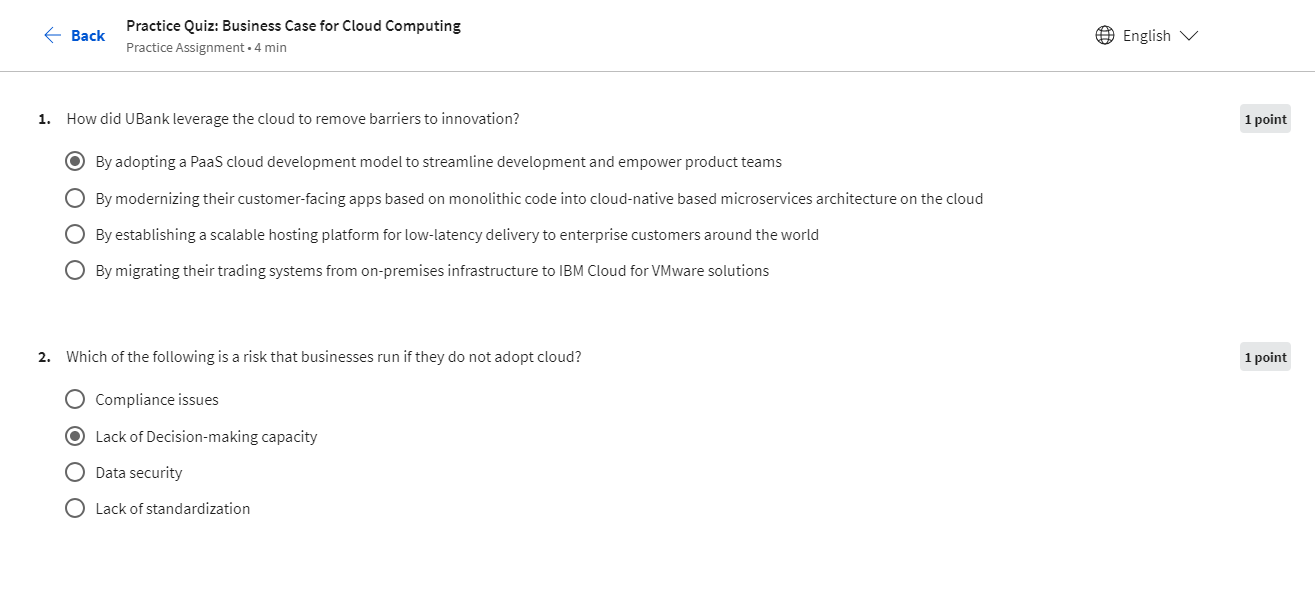 Back
Practice Quiz: Business Case for Cloud Computing
Practice Assignment • 4 min
English
1. How did UBank leverage the cloud to remove barriers to innovation?
1 point
By adopting a PaaS cloud development model to streamline development and empower product teams
By modernizing their customer-facing apps based on monolithic code into cloud-native based microservices architecture on the cloud
By establishing a scalable hosting platform for low-latency delivery to enterprise customers around the world
By migrating their trading systems from on-premises infrastructure to IBM Cloud for VMware solutions
2. Which of the following is a risk that businesses run if they do not adopt cloud?
1 point
Compliance issues
Lack of Decision-making capacity
Data security
Lack of standardization